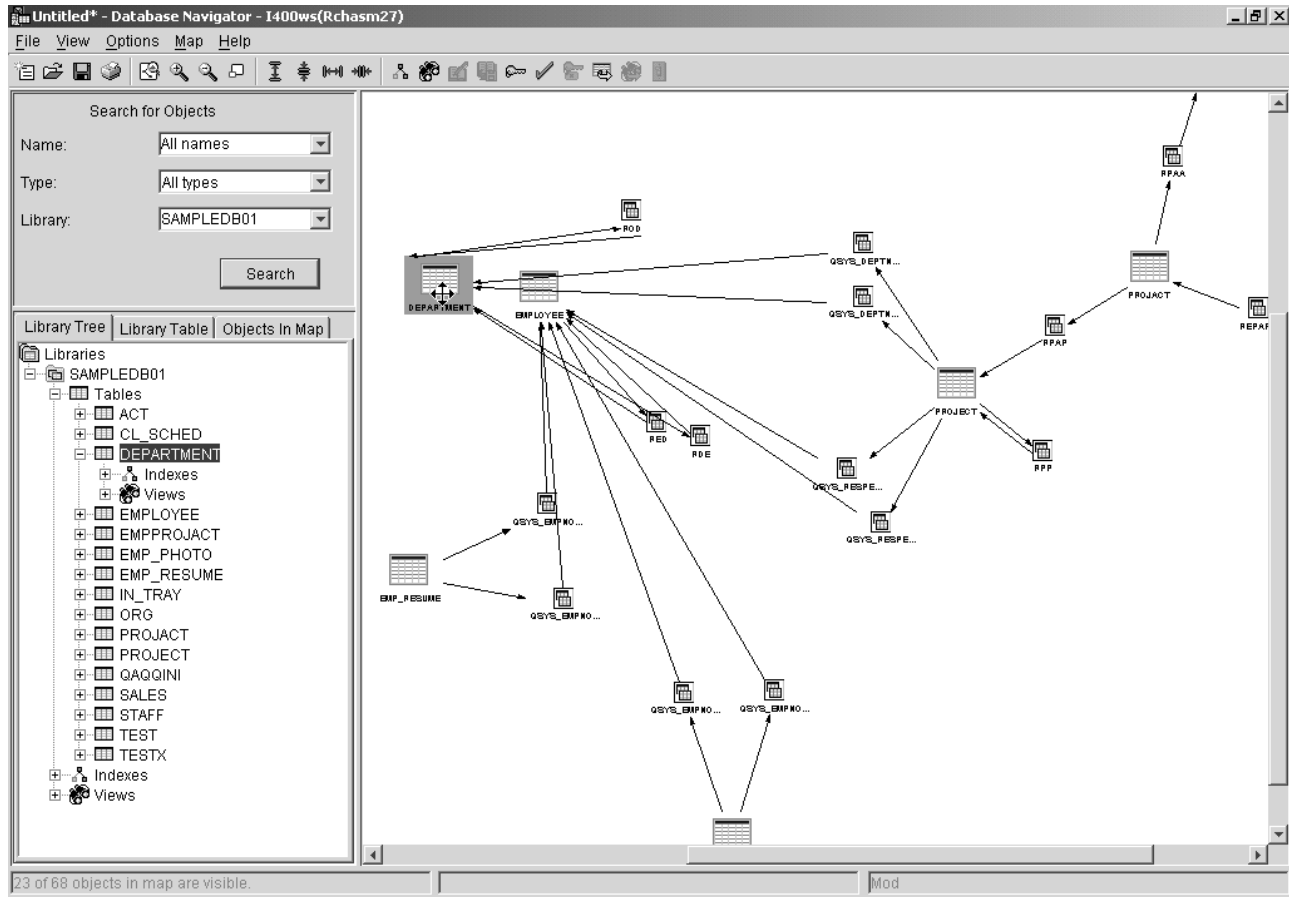 Untitled* - Database Navigator - I400ws(Rchasm27)
File View Options Map Help
Search for Objects
Name: All names
Type: All types
Library: SAMPLEDB01
Search
Library Tree Library Table Objects In Map
Libraries
SAMPLEDB01
Tables
ACT
CL_SCHED
DEPARTMENT
Indexes
Views
EMPLOYEE
EMPPROJACT
EMP_PHOTO
EMP_RESUME
IN_TRAY
ORG
PROJACT
PROJECT
QAQQINI
SALES
STAFF
TEST
TESTX
Indexes
Views
RPAA
ROD
QSYS_DEPTN...
PROJACT
DEPARTMENT
EMPLOYEE
QSYS_DEPTN...
REPAP
RPAP
PROJECT
RED
RDE
RPP
QSYS_RESPE...
QSYS_EMPNO...
QSYS_RESPE...
EMP_RESUME
QSYS_EMPNO...
QSYS_EMPNO...
QSYS_EMPNO...
23 of 68 objects in map are visible.
Mod